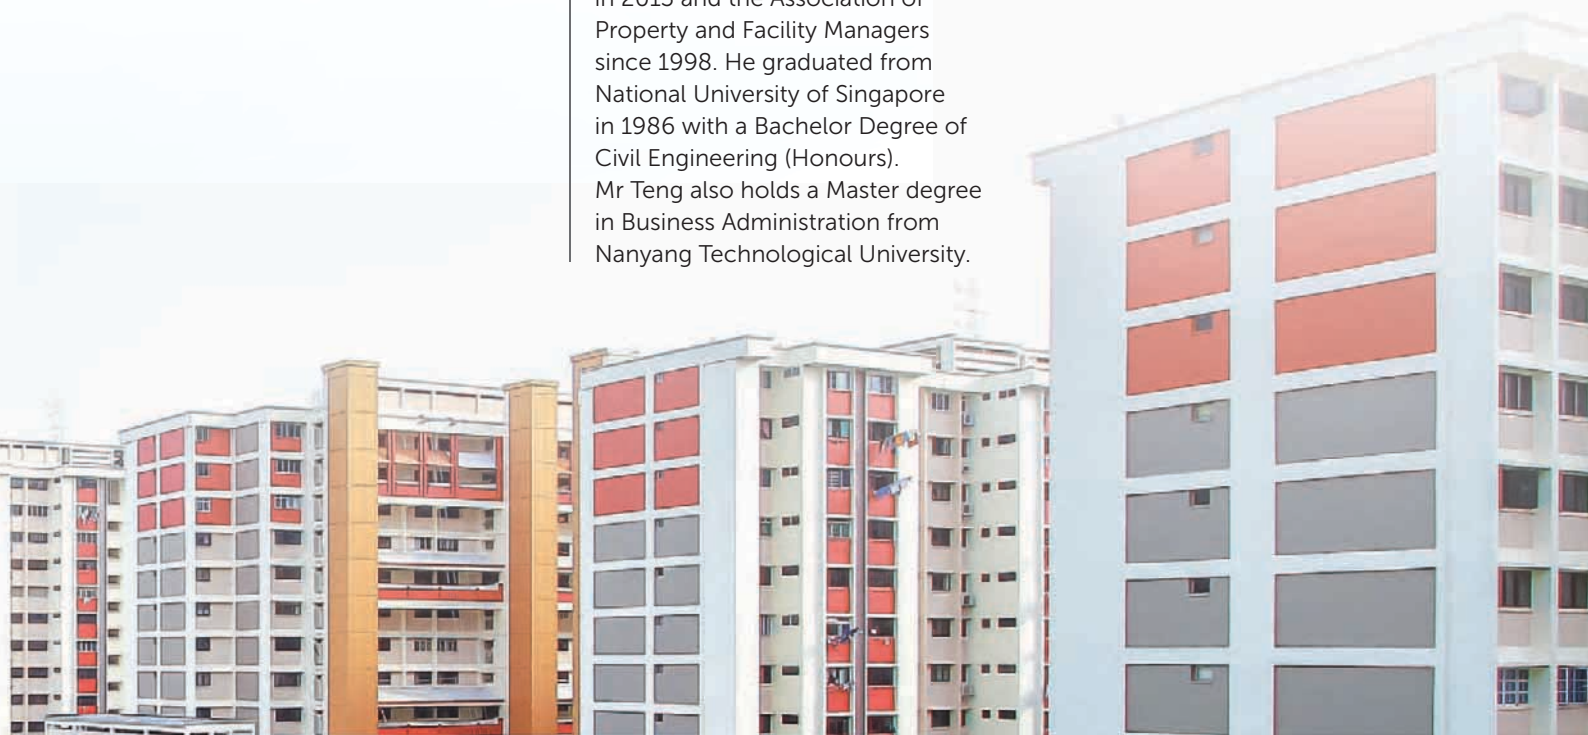 in 2015 and the Association of
Property and Facility Managers
since 1998. He graduated from
National University of Singapore
in 1986 with a Bachelor Degree of
Civil Engineering (Honours).
Mr Teng also holds a Master degree
in Business Administration from
Nanyang Technological University.